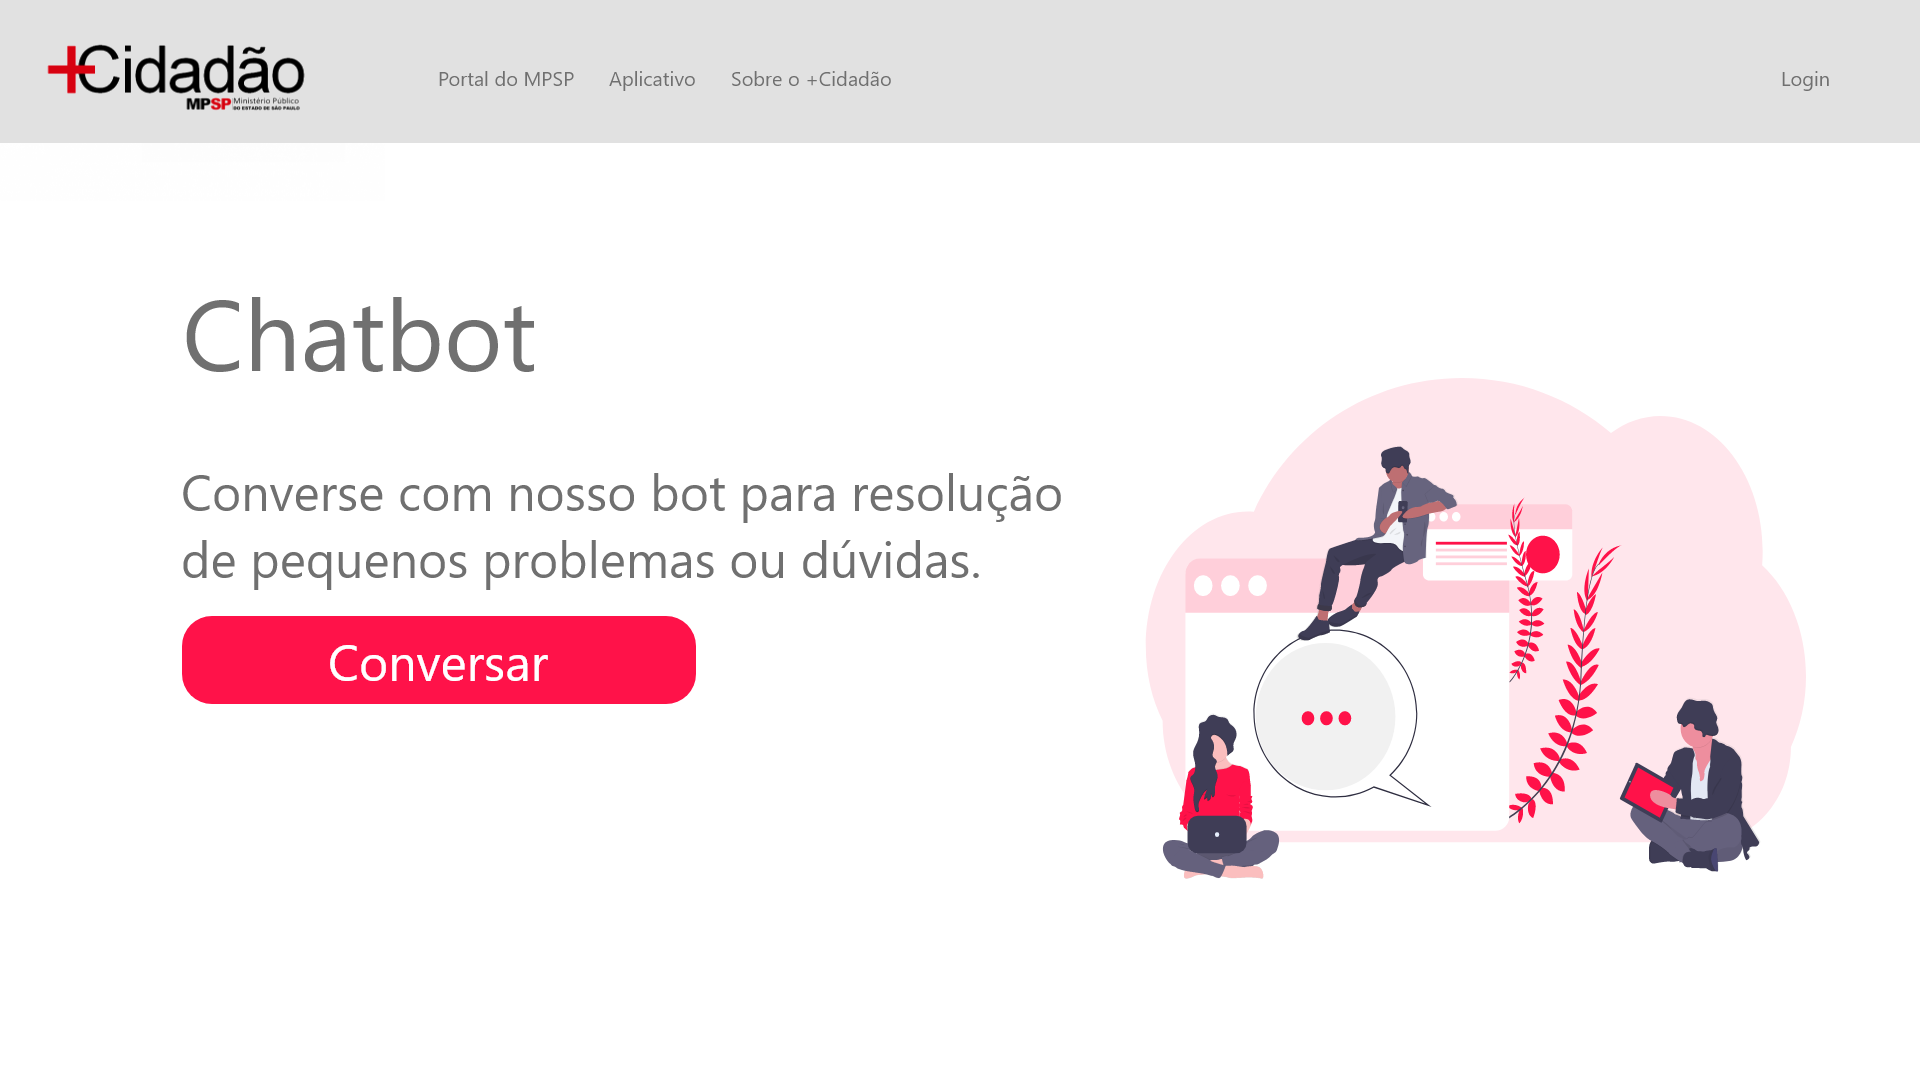 +Cidadão
MPSP Ministério Público
DO ESTADO DE SÃO PAULO
Portal do MPSP
Aplicativo
Sobre o +Cidadão
Login
Chatbot
Converse com nosso bot para resolução
de pequenos problemas ou dúvidas.
Conversar